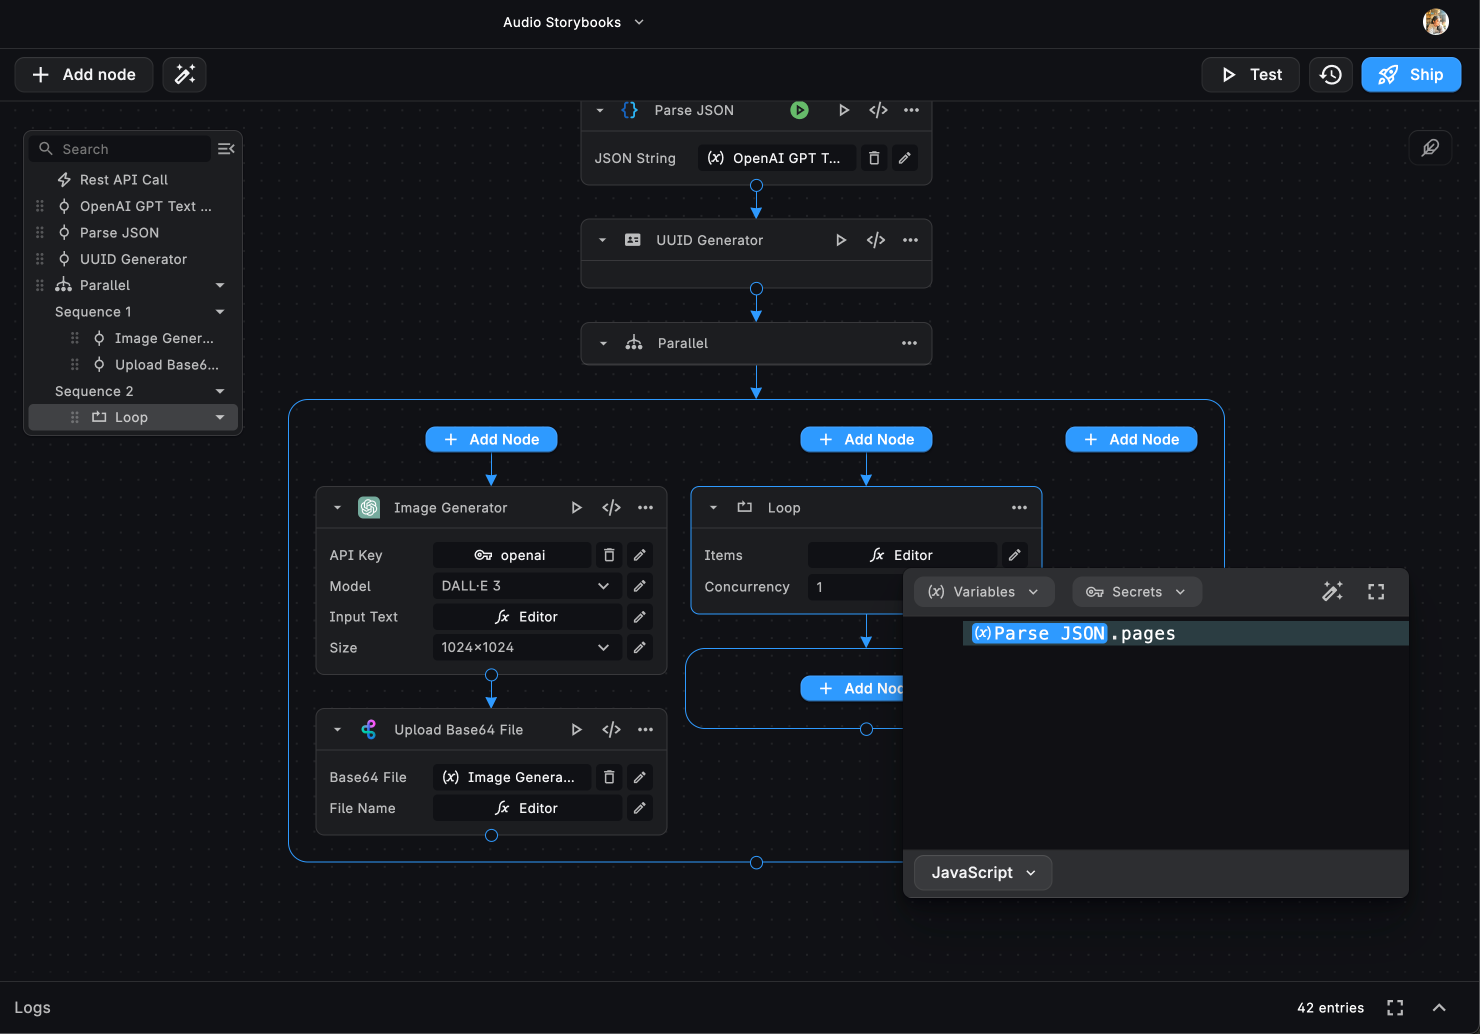 Audio Storybooks
Add node
Test
Ship
Search
Rest API Call
OpenAI GPT Text ...
Parse JSON
UUID Generator
Parallel
Sequence 1
Image Gener...
Upload Base6...
Sequence 2
Loop
Parse JSON
JSON String
(x) OpenAI GPT T...
UUID Generator
Parallel
Add Node
Add Node
Add Node
Image Generator
API Key
openai
Model
DALL·E 3
Input Text
fx Editor
Size
1024×1024
Upload Base64 File
Base64 File
(x) Image Genera...
File Name
fx Editor
Loop
Items
fx Editor
Concurrency
1
Add Nod
(x) Variables
Secrets
(x)Parse JSON.pages
JavaScript
Logs
42 entries